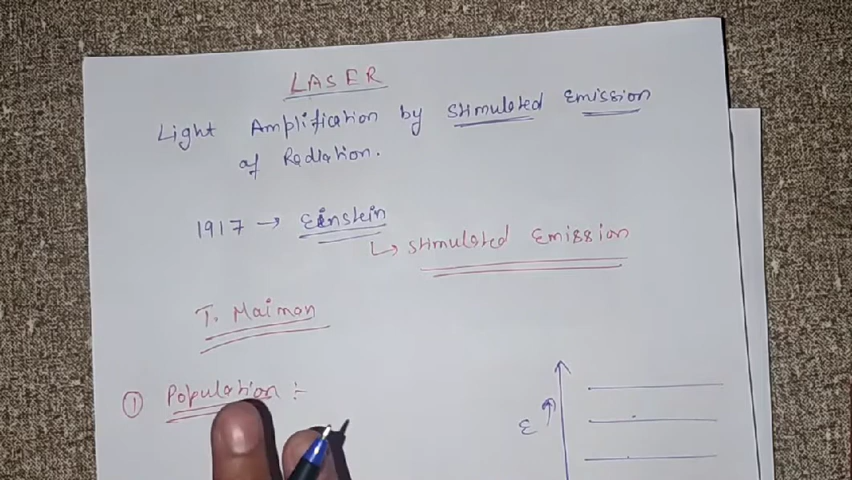 LASER
Light Amplification by Stimulated Emission
of Radiation.
1917 → Einstein
↳ Stimulated Emission
T. Maiman
① Population :-
E ↑